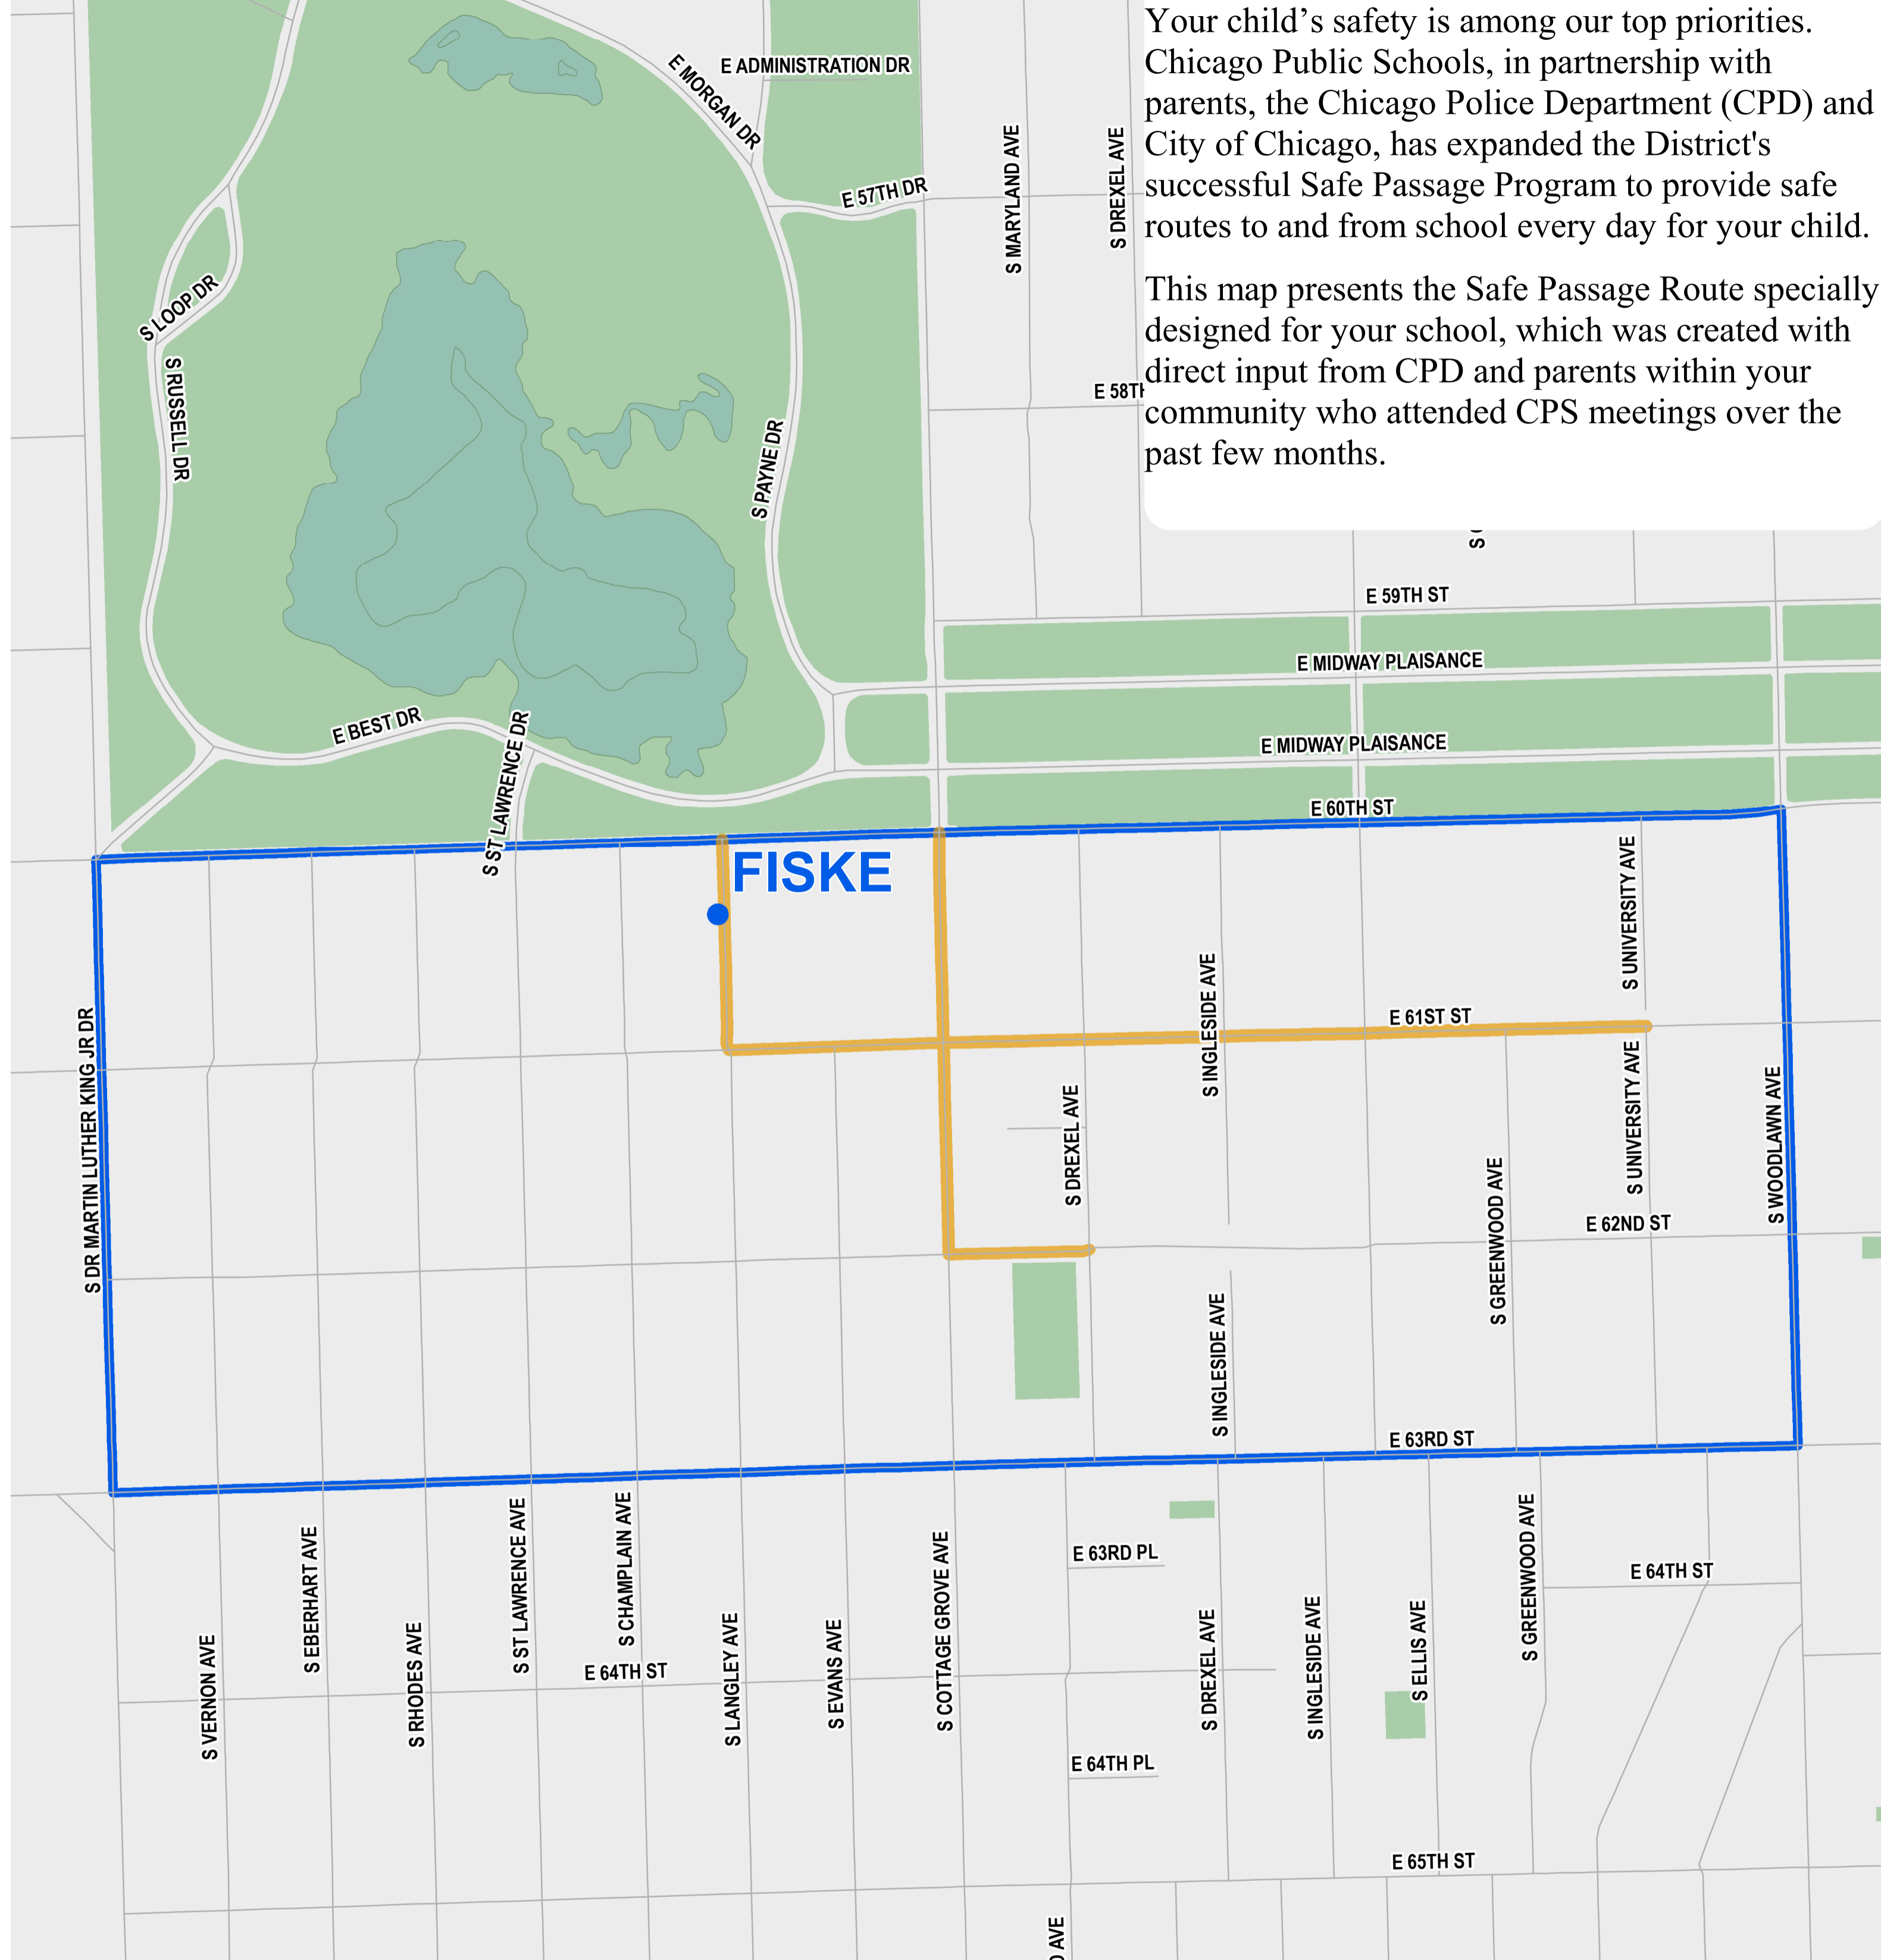 Your child’s safety is among our top priorities.
Chicago Public Schools, in partnership with
parents, the Chicago Police Department (CPD) and
City of Chicago, has expanded the District's
successful Safe Passage Program to provide safe
routes to and from school every day for your child.
This map presents the Safe Passage Route specially
designed for your school, which was created with
direct input from CPD and parents within your
community who attended CPS meetings over the
past few months.
E ADMINISTRATION DR
E MORGAN DR
S MARYLAND AVE
S DREXEL AVE
E 57TH DR
S LOOP DR
S RUSSELL DR
E 58TH
S PAYNE DR
E 59TH ST
E MIDWAY PLAISANCE
E BEST DR
S ST LAWRENCE DR
E MIDWAY PLAISANCE
E 60TH ST
FISKE
S UNIVERSITY AVE
S INGLESIDE AVE
E 61ST ST
S DR MARTIN LUTHER KING JR DR
S DREXEL AVE
S UNIVERSITY AVE
S WOODLAWN AVE
S GREENWOOD AVE
E 62ND ST
S INGLESIDE AVE
E 63RD ST
S EBERHART AVE
S ST LAWRENCE AVE
S CHAMPLAIN AVE
S COTTAGE GROVE AVE
E 63RD PL
S GREENWOOD AVE
E 64TH ST
S VERNON AVE
S RHODES AVE
E 64TH ST
S LANGLEY AVE
S EVANS AVE
S DREXEL AVE
S INGLESIDE AVE
S ELLIS AVE
E 64TH PL
E 65TH ST
AVE